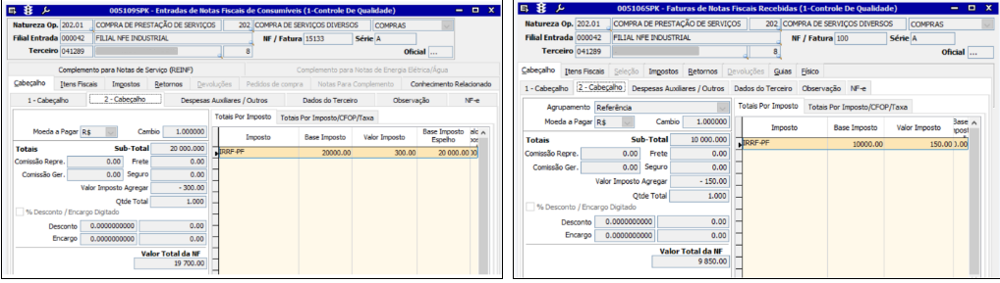 005109SPK - Entradas de Notas Fiscais de Consumíveis (1-Controle De Qualidade)
Natureza Op. 202.01 COMPRA DE PRESTAÇÃO DE SERVIÇOS 202 COMPRA DE SERVIÇOS DIVERSOS COMPRAS
Filial Entrada 000042 FILIAL NFE INDUSTRIAL NF / Fatura 15133 Série A
Terceiro 041289 8 Oficial ...
Complemento para Notas de Serviço (REINF) Complemento para Notas de Energia Elétrica/Água
Cabeçalho Itens Fiscais Impostos Retornos Devoluções Pedidos de compra Notas Para Complemento Conhecimento Relacionado
1 - Cabeçalho 2 - Cabeçalho Despesas Auxiliares / Outros Dados do Terceiro Observação NF-e
Totais Por Imposto Totais Por Imposto/CFOP/Taxa
Moeda a Pagar R$ Cambio 1.000000
Imposto Base Imposto Valor Imposto Base Imposto Espelho
Totais Sub-Total 20 000.000
IRRF-PF 20000.00 300.00 20 000.00
Comissão Repre. 0.00 Frete 0.00
Comissão Ger. 0.00 Seguro 0.00
Valor Imposto Agregar - 300.00
Qtde Total 1.000
% Desconto / Encargo Digitado
Desconto 0.0000000000 0.00
Encargo 0.0000000000 0.00
Valor Total da NF
19 700.00
005106SPK - Faturas de Notas Fiscais Recebidas (1-Controle De Qualidade)
Natureza Op. 202.01 COMPRA DE PRESTAÇÃO DE SERVIÇOS 202 COMPRA DE SERVIÇOS DIVERSOS COMPRAS
Filial Entrada 000042 FILIAL NFE INDUSTRIAL NF / Fatura 100 Série A
Terceiro 041289 8 Oficial ...
Cabeçalho Itens Fiscais Seleção Impostos Retornos Devoluções Guias Físico
1 - Cabeçalho 2 - Cabeçalho Despesas Auxiliares / Outros Dados do Terceiro Observação NF-e
Agrupamento Referência
Totais Por Imposto Totais Por Imposto/CFOP/Taxa
Moeda a Pagar R$ Cambio 1.000000
Imposto Base Imposto Valor Imposto Base
Totais Sub-Total 10 000.000
IRRF-PF 10000.00 150.00
Comissão Repre. 0.00 Frete 0.00
Comissão Ger. 0.00 Seguro 0.00
Valor Imposto Agregar - 150.00
Qtde Total 1.000
% Desconto / Encargo Digitado
Desconto 0.0000000000 0.00
Encargo 0.0000000000 0.00
Valor Total da NF
9 850.00